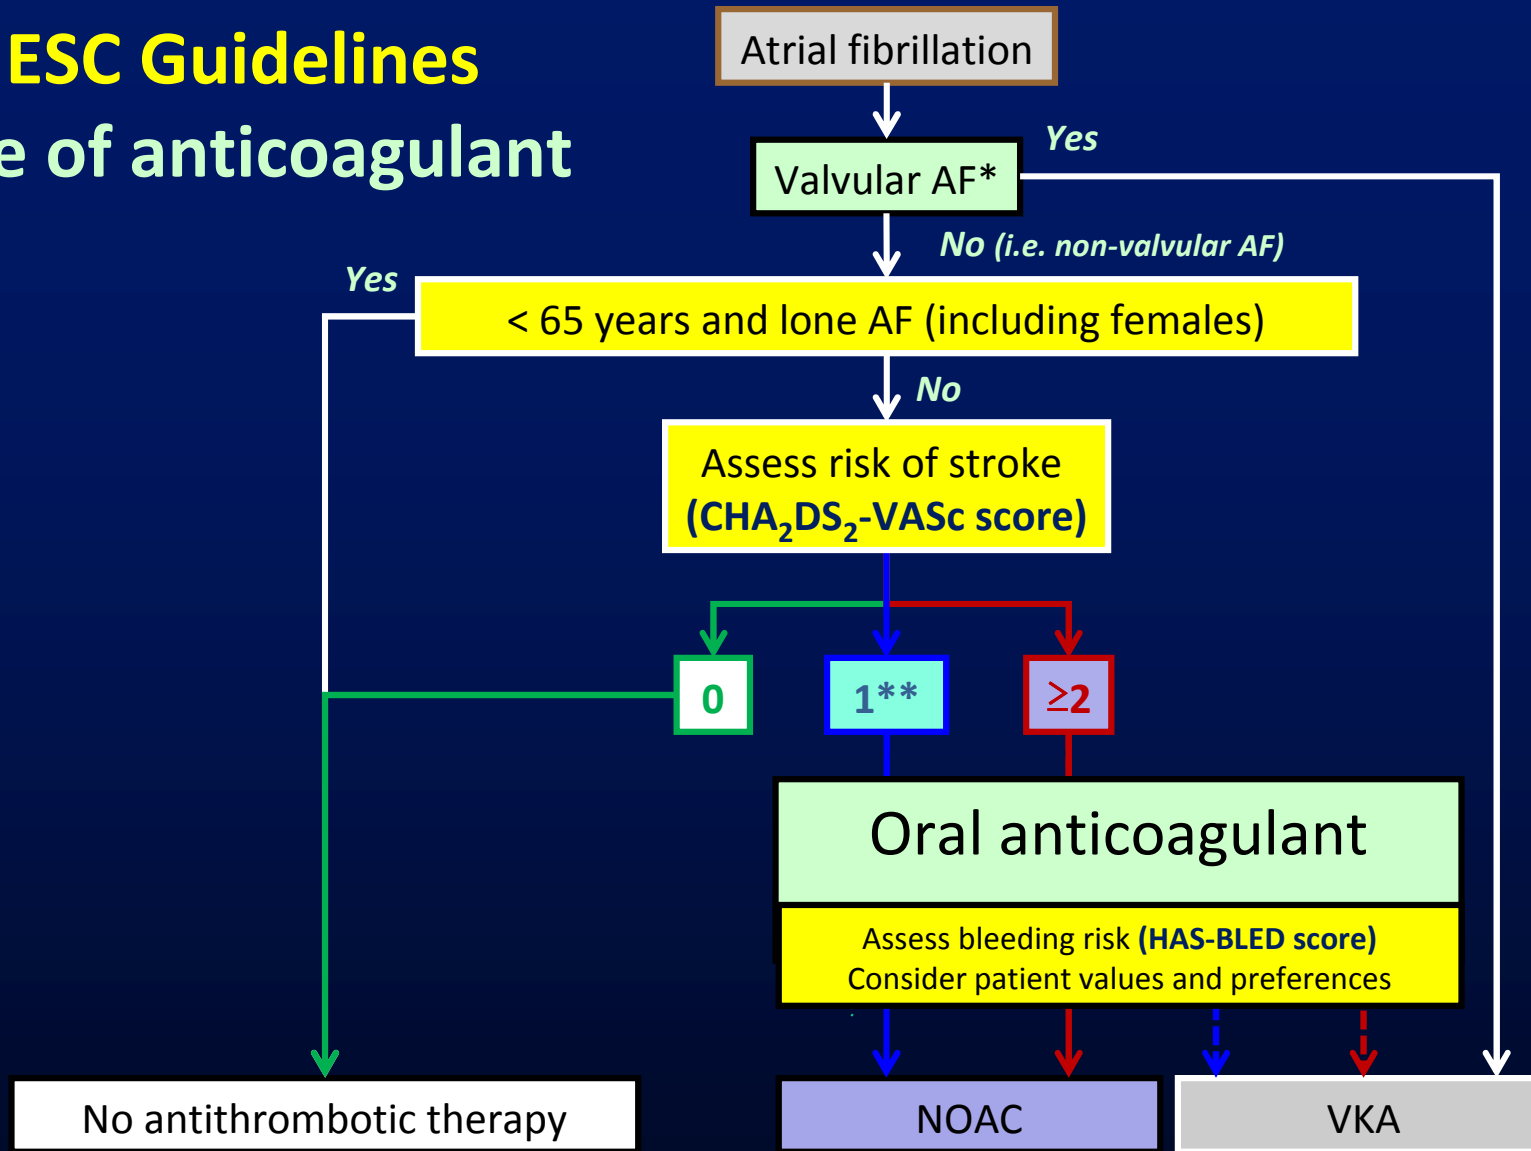 ESC Guidelines
of anticoagulant
Atrial fibrillation
Valvular AF*
Yes
No (i.e. non-valvular AF)
Yes
< 65 years and lone AF (including females)
No
Assess risk of stroke
(CHA₂DS₂-VASc score)
0
1**
≥2
Oral anticoagulant
Assess bleeding risk (HAS-BLED score)
Consider patient values and preferences
No antithrombotic therapy
NOAC
VKA